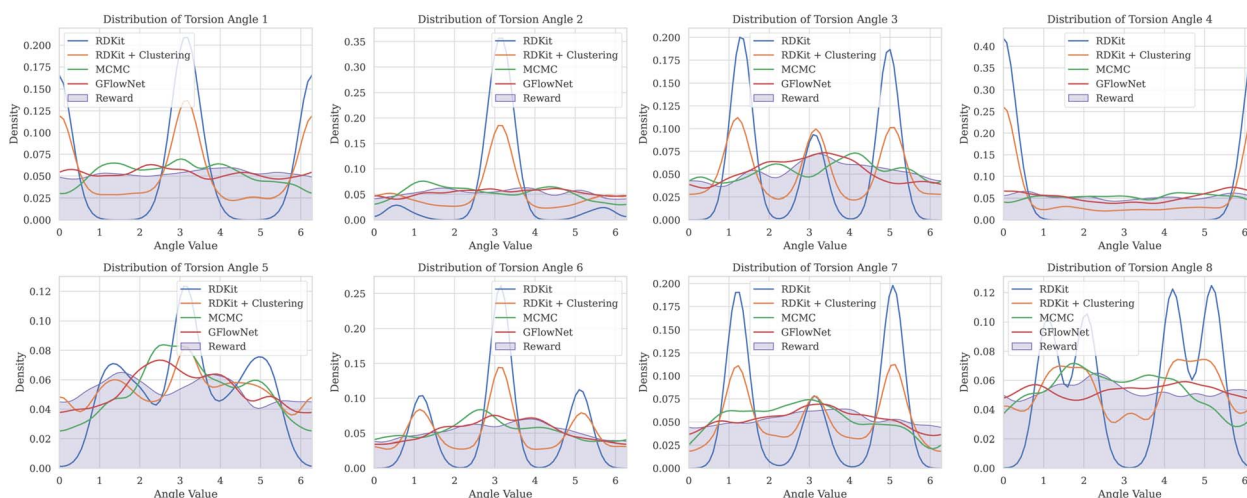 Distribution of Torsion Angle 1
Density
0.200
0.175
0.150
0.125
0.100
0.075
0.050
0.025
0.000
RDKit
RDKit + Clustering
MCMC
GFlowNet
Reward
0 1 2 3 4 5 6
Angle Value
Distribution of Torsion Angle 2
Density
0.35
0.30
0.25
0.20
0.15
0.10
0.05
0.00
RDKit
RDKit + Clustering
MCMC
GFlowNet
Reward
0 1 2 3 4 5 6
Angle Value
Distribution of Torsion Angle 3
Density
0.200
0.175
0.150
0.125
0.100
0.075
0.050
0.025
0.000
RDKit
RDKit + Clustering
MCMC
GFlowNet
Reward
0 1 2 3 4 5 6
Angle Value
Distribution of Torsion Angle 4
Density
0.40
0.35
0.30
0.25
0.20
0.15
0.10
0.05
0.00
RDKit
RDKit + Clustering
MCMC
GFlowNet
Reward
0 1 2 3 4 5 6
Angle Value
Distribution of Torsion Angle 5
Density
0.12
0.10
0.08
0.06
0.04
0.02
0.00
RDKit
RDKit + Clustering
MCMC
GFlowNet
Reward
0 1 2 3 4 5 6
Angle Value
Distribution of Torsion Angle 6
Density
0.25
0.20
0.15
0.10
0.05
0.00
RDKit
RDKit + Clustering
MCMC
GFlowNet
Reward
0 1 2 3 4 5 6
Angle Value
Distribution of Torsion Angle 7
Density
0.200
0.175
0.150
0.125
0.100
0.075
0.050
0.025
0.000
RDKit
RDKit + Clustering
MCMC
GFlowNet
Reward
0 1 2 3 4 5 6
Angle Value
Distribution of Torsion Angle 8
Density
0.12
0.10
0.08
0.06
0.04
0.02
0.00
RDKit
RDKit + Clustering
MCMC
GFlowNet
Reward
0 1 2 3 4 5 6
Angle Value